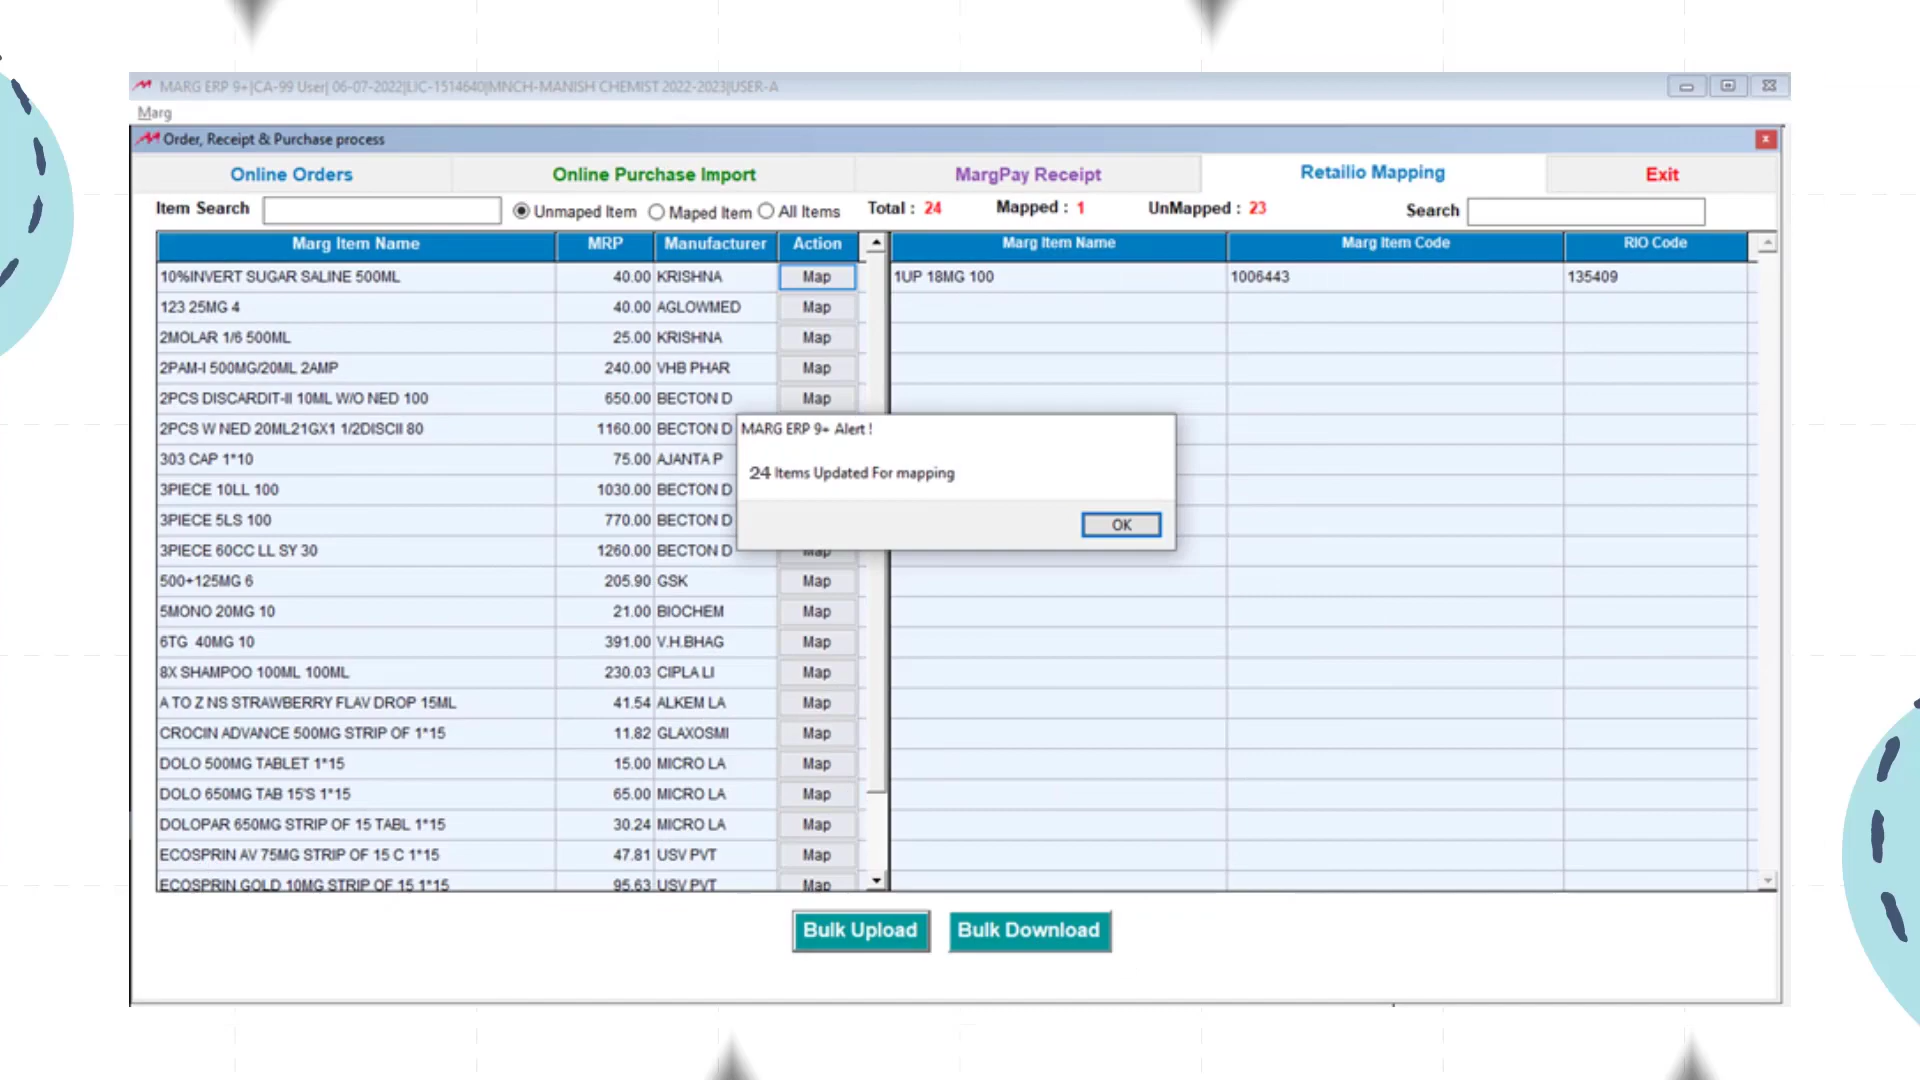 MARG ERP 9+|CA-99 User| 06-07-2022|LIC-1514640|MNCH-MANISH CHEMIST 2022-2023|USER-A
Marg
Order, Receipt & Purchase process
Online Orders Online Purchase Import MargPay Receipt Retailio Mapping Exit
Item Search Unmaped Item Maped Item All Items Total : 24 Mapped : 1 UnMapped : 23 Search
Marg Item Name MRP Manufacturer Action Marg Item Name Marg Item Code RIO Code
10%INVERT SUGAR SALINE 500ML 40.00 KRISHNA Map 1UP 18MG 100 1006443 135409
123 25MG 4 40.00 AGLOWMED Map
2MOLAR 1/6 500ML 25.00 KRISHNA Map
2PAM-I 500MG/20ML 2AMP 240.00 VHB PHAR Map
2PCS DISCARDIT-II 10ML W/O NED 100 650.00 BECTON D Map
2PCS W NED 20ML21GX1 1/2DISCII 80 1160.00 BECTON D
303 CAP 1*10 75.00 AJANTA P
3PIECE 10LL 100 1030.00 BECTON D
3PIECE 5LS 100 770.00 BECTON D
3PIECE 60CC LL SY 30 1260.00 BECTON D Map
500+125MG 6 205.90 GSK Map
5MONO 20MG 10 21.00 BIOCHEM Map
6TG 40MG 10 391.00 V.H.BHAG Map
8X SHAMPOO 100ML 100ML 230.03 CIPLA LI Map
A TO Z NS STRAWBERRY FLAV DROP 15ML 41.54 ALKEM LA Map
CROCIN ADVANCE 500MG STRIP OF 1*15 11.82 GLAXOSMI Map
DOLO 500MG TABLET 1*15 15.00 MICRO LA Map
DOLO 650MG TAB 15'S 1*15 65.00 MICRO LA Map
DOLOPAR 650MG STRIP OF 15 TABL 1*15 30.24 MICRO LA Map
ECOSPRIN AV 75MG STRIP OF 15 C 1*15 47.81 USV PVT Map
ECOSPRIN GOLD 10MG STRIP OF 15 1*15 95.63 USV PVT Map
MARG ERP 9+ Alert !
24 Items Updated For mapping
OK
Bulk Upload Bulk Download